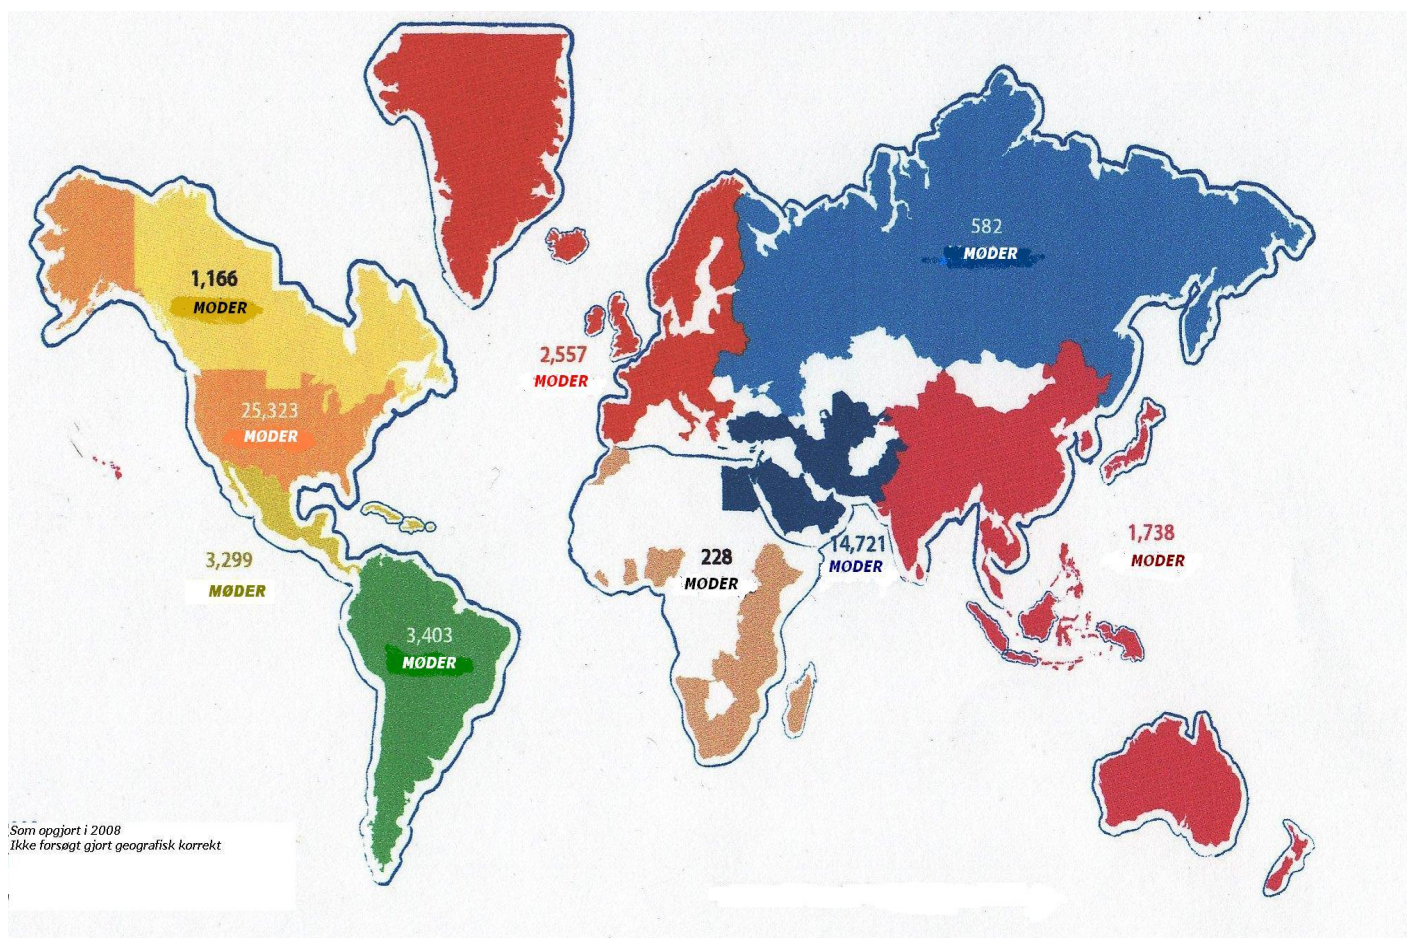 582
MØDER
1,166
MØDER
2,557
MØDER
25,323
MØDER
1,738
MØDER
14,721
MØDER
228
MØDER
3,299
MØDER
3,403
MØDER
Som opgjort i 2008
Ikke forsøgt gjort geografisk korrekt